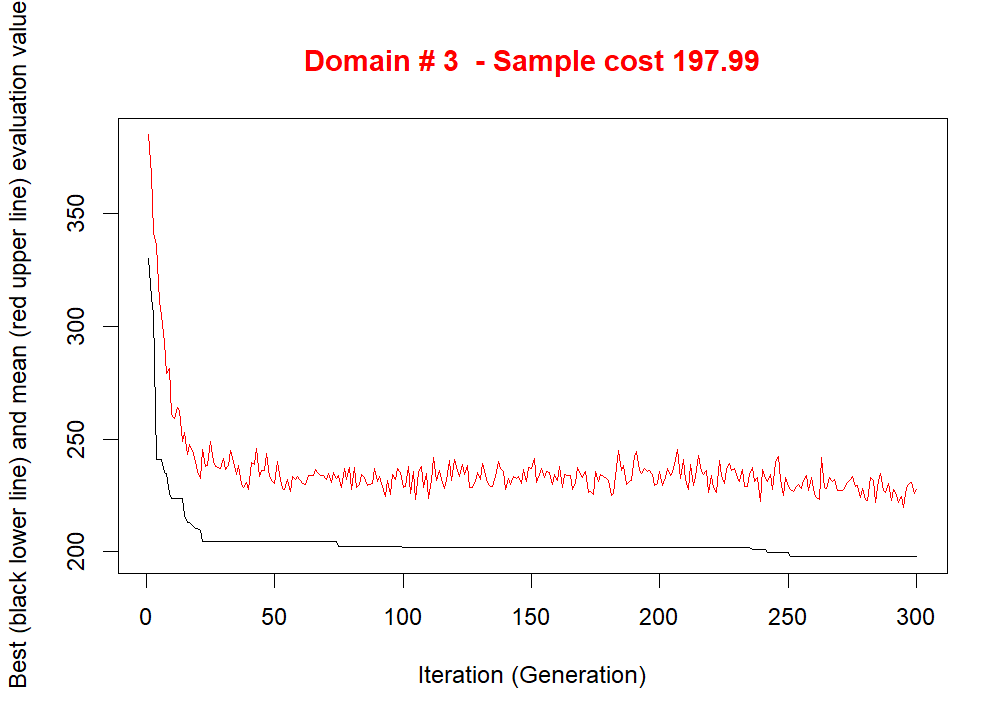 Domain # 3 - Sample cost 197.99
Best (black lower line) and mean (red upper line) evaluation value
350
300
250
200
0 50 100 150 200 250 300
Iteration (Generation)